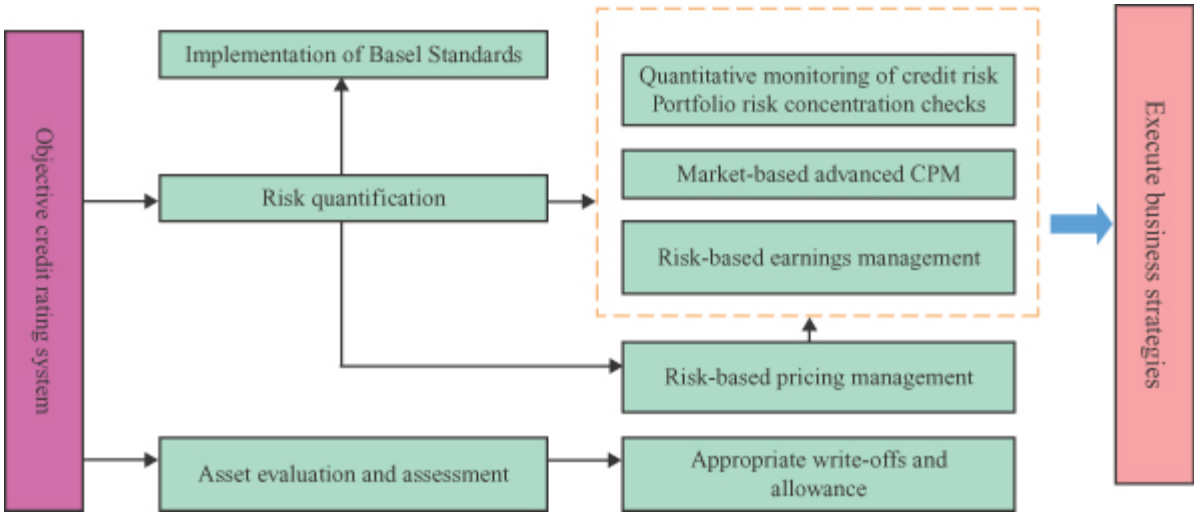 Objective credit rating system
Implementation of Basel Standards
Risk quantification
Asset evaluation and assessment
Quantitative monitoring of credit risk
Portfolio risk concentration checks
Market-based advanced CPM
Risk-based earnings management
Risk-based pricing management
Appropriate write-offs and
allowance
Execute business
strategies